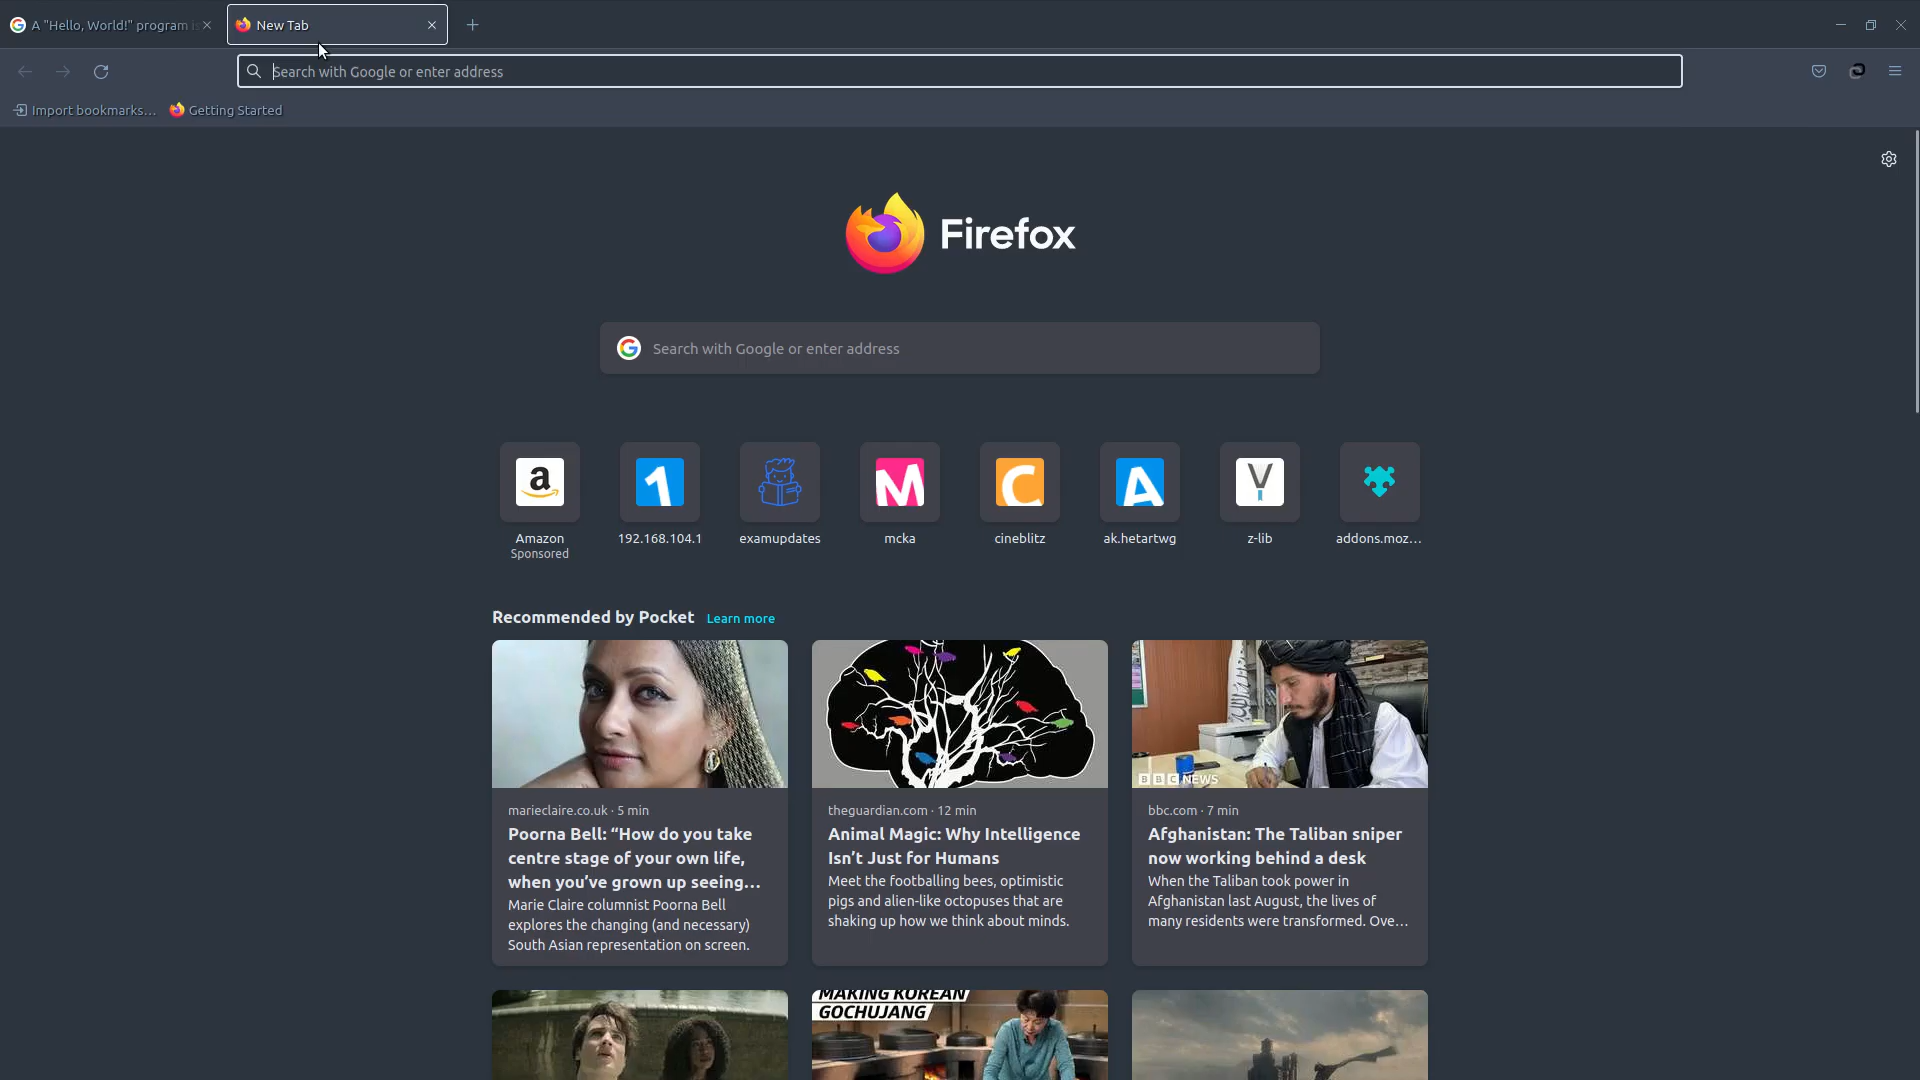 A "Hello, World!" program i
New Tab
Search with Google or enter address
Import bookmarks...
Getting Started
Firefox
Search with Google or enter address
a
1
M
C
A
Amazon
Sponsored
192.168.104.1
examupdates
mcka
cineblitz
ak.hetartwg
z-lib
addons.moz...
Recommended by Pocket Learn more
BBC NEWS
marieclaire.co.uk · 5 min
Poorna Bell: “How do you take
centre stage of your own life,
when you’ve grown up seeing...
Marie Claire columnist Poorna Bell
explores the changing (and necessary)
South Asian representation on screen.
theguardian.com · 12 min
Animal Magic: Why Intelligence
Isn’t Just for Humans
Meet the footballing bees, optimistic
pigs and alien-like octopuses that are
shaking up how we think about minds.
bbc.com · 7 min
Afghanistan: The Taliban sniper
now working behind a desk
When the Taliban took power in
Afghanistan last August, the lives of
many residents were transformed. Ove...
MAKING KOREAN
GOCHUJANG